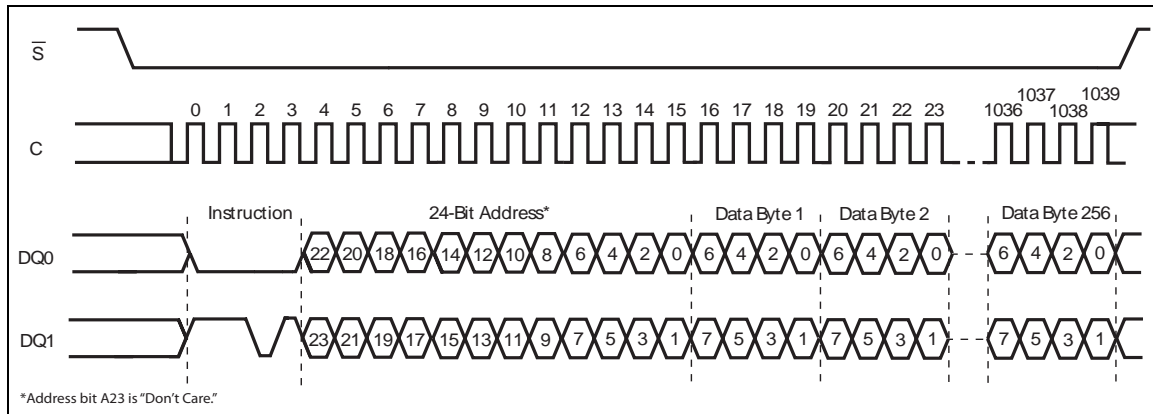 S
1037 1039
0 1 2 3 4 5 6 7 8 9 10 11 12 13 14 15 16 17 18 19 20 21 22 23 1036 1038
C
Instruction 24-Bit Address* Data Byte 1 Data Byte 2 Data Byte 256
DQ0 22 20 18 16 14 12 10 8 6 4 2 0 6 4 2 0 6 4 2 0 6 4 2 0
DQ1 23 21 19 17 15 13 11 9 7 5 3 1 7 5 3 1 7 5 3 1 7 5 3 1
*Address bit A23 is “Don’t Care.”